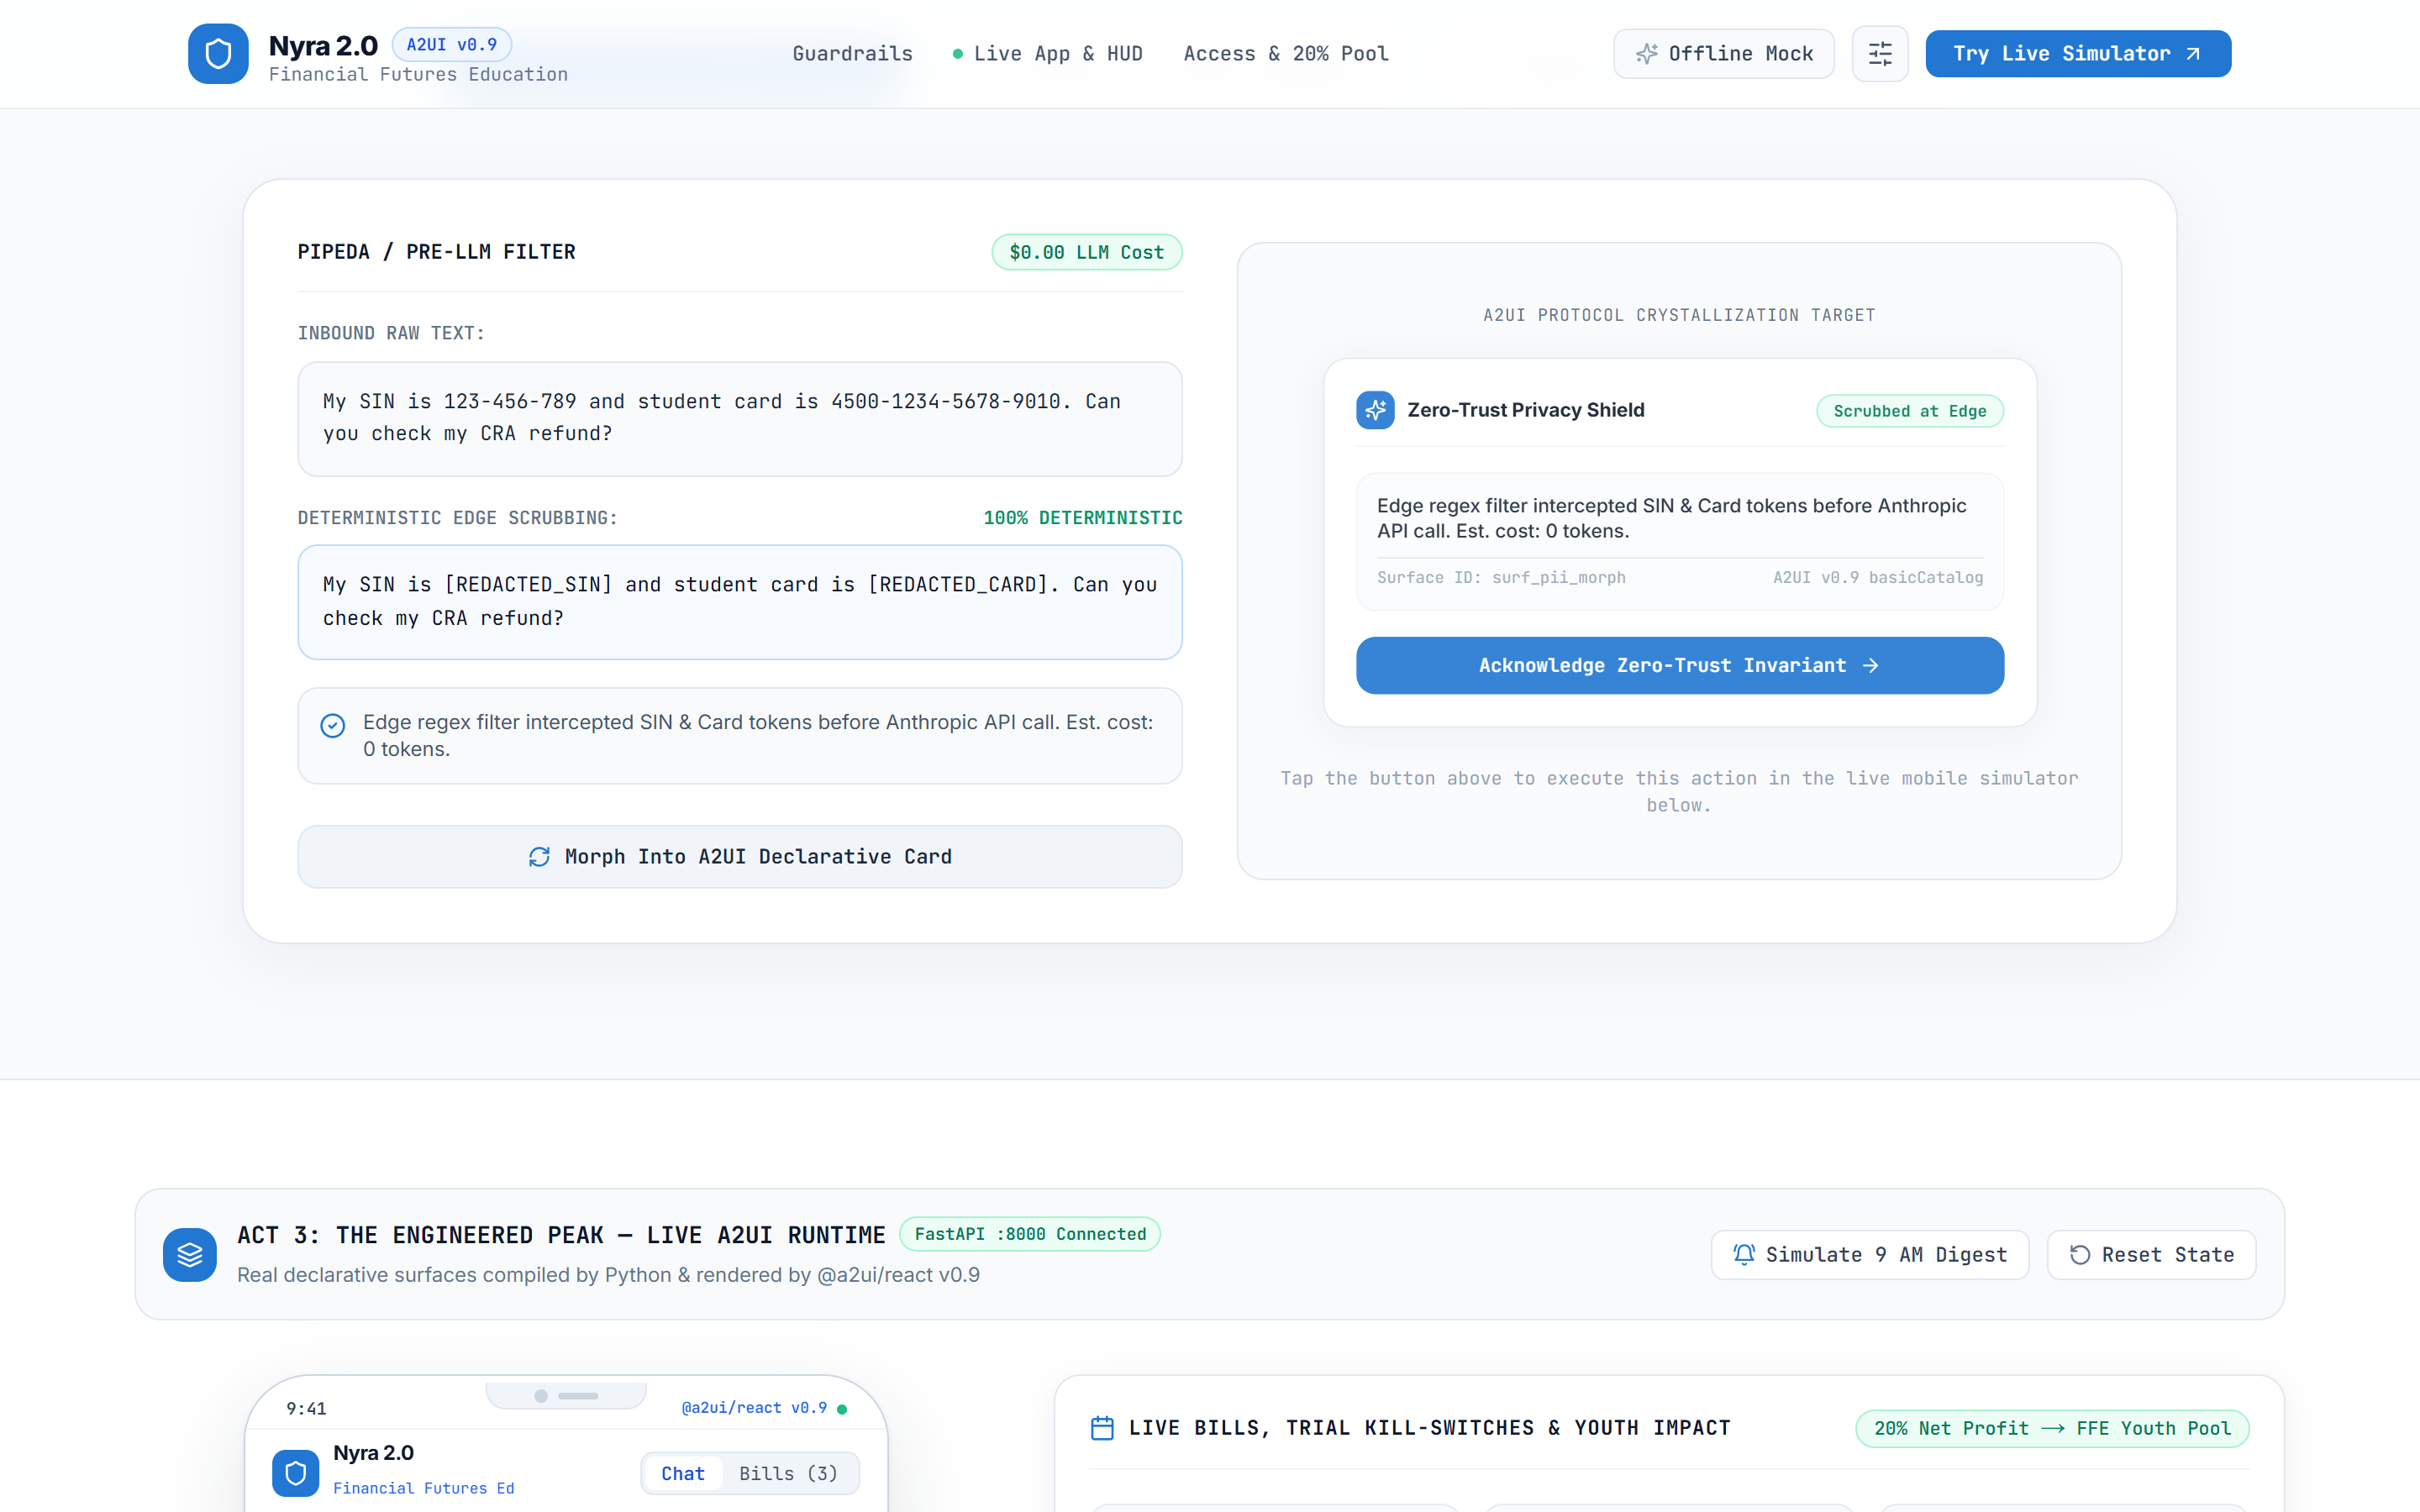 Nyra 2.0 A2UI v0.9
Financial Futures Education
Guardrails Live App & HUD Access & 20% Pool
Offline Mock
Try Live Simulator
PIPEDA / PRE-LLM FILTER $0.00 LLM Cost
INBOUND RAW TEXT:
My SIN is 123-456-789 and student card is 4500-1234-5678-9010. Can
you check my CRA refund?
DETERMINISTIC EDGE SCRUBBING: 100% DETERMINISTIC
My SIN is [REDACTED_SIN] and student card is [REDACTED_CARD]. Can you
check my CRA refund?
Edge regex filter intercepted SIN & Card tokens before Anthropic API call. Est. cost:
0 tokens.
Morph Into A2UI Declarative Card
A2UI PROTOCOL CRYSTALLIZATION TARGET
Zero-Trust Privacy Shield Scrubbed at Edge
Edge regex filter intercepted SIN & Card tokens before Anthropic
API call. Est. cost: 0 tokens.
Surface ID: surf_pii_morph A2UI v0.9 basicCatalog
Acknowledge Zero-Trust Invariant →
Tap the button above to execute this action in the live mobile simulator
below.
ACT 3: THE ENGINEERED PEAK — LIVE A2UI RUNTIME FastAPI :8000 Connected
Real declarative surfaces compiled by Python & rendered by @a2ui/react v0.9
Simulate 9 AM Digest Reset State
9:41 @a2ui/react v0.9
Nyra 2.0
Financial Futures Ed
Chat Bills (3)
LIVE BILLS, TRIAL KILL-SWITCHES & YOUTH IMPACT 20% Net Profit ⟶ FFE Youth Pool